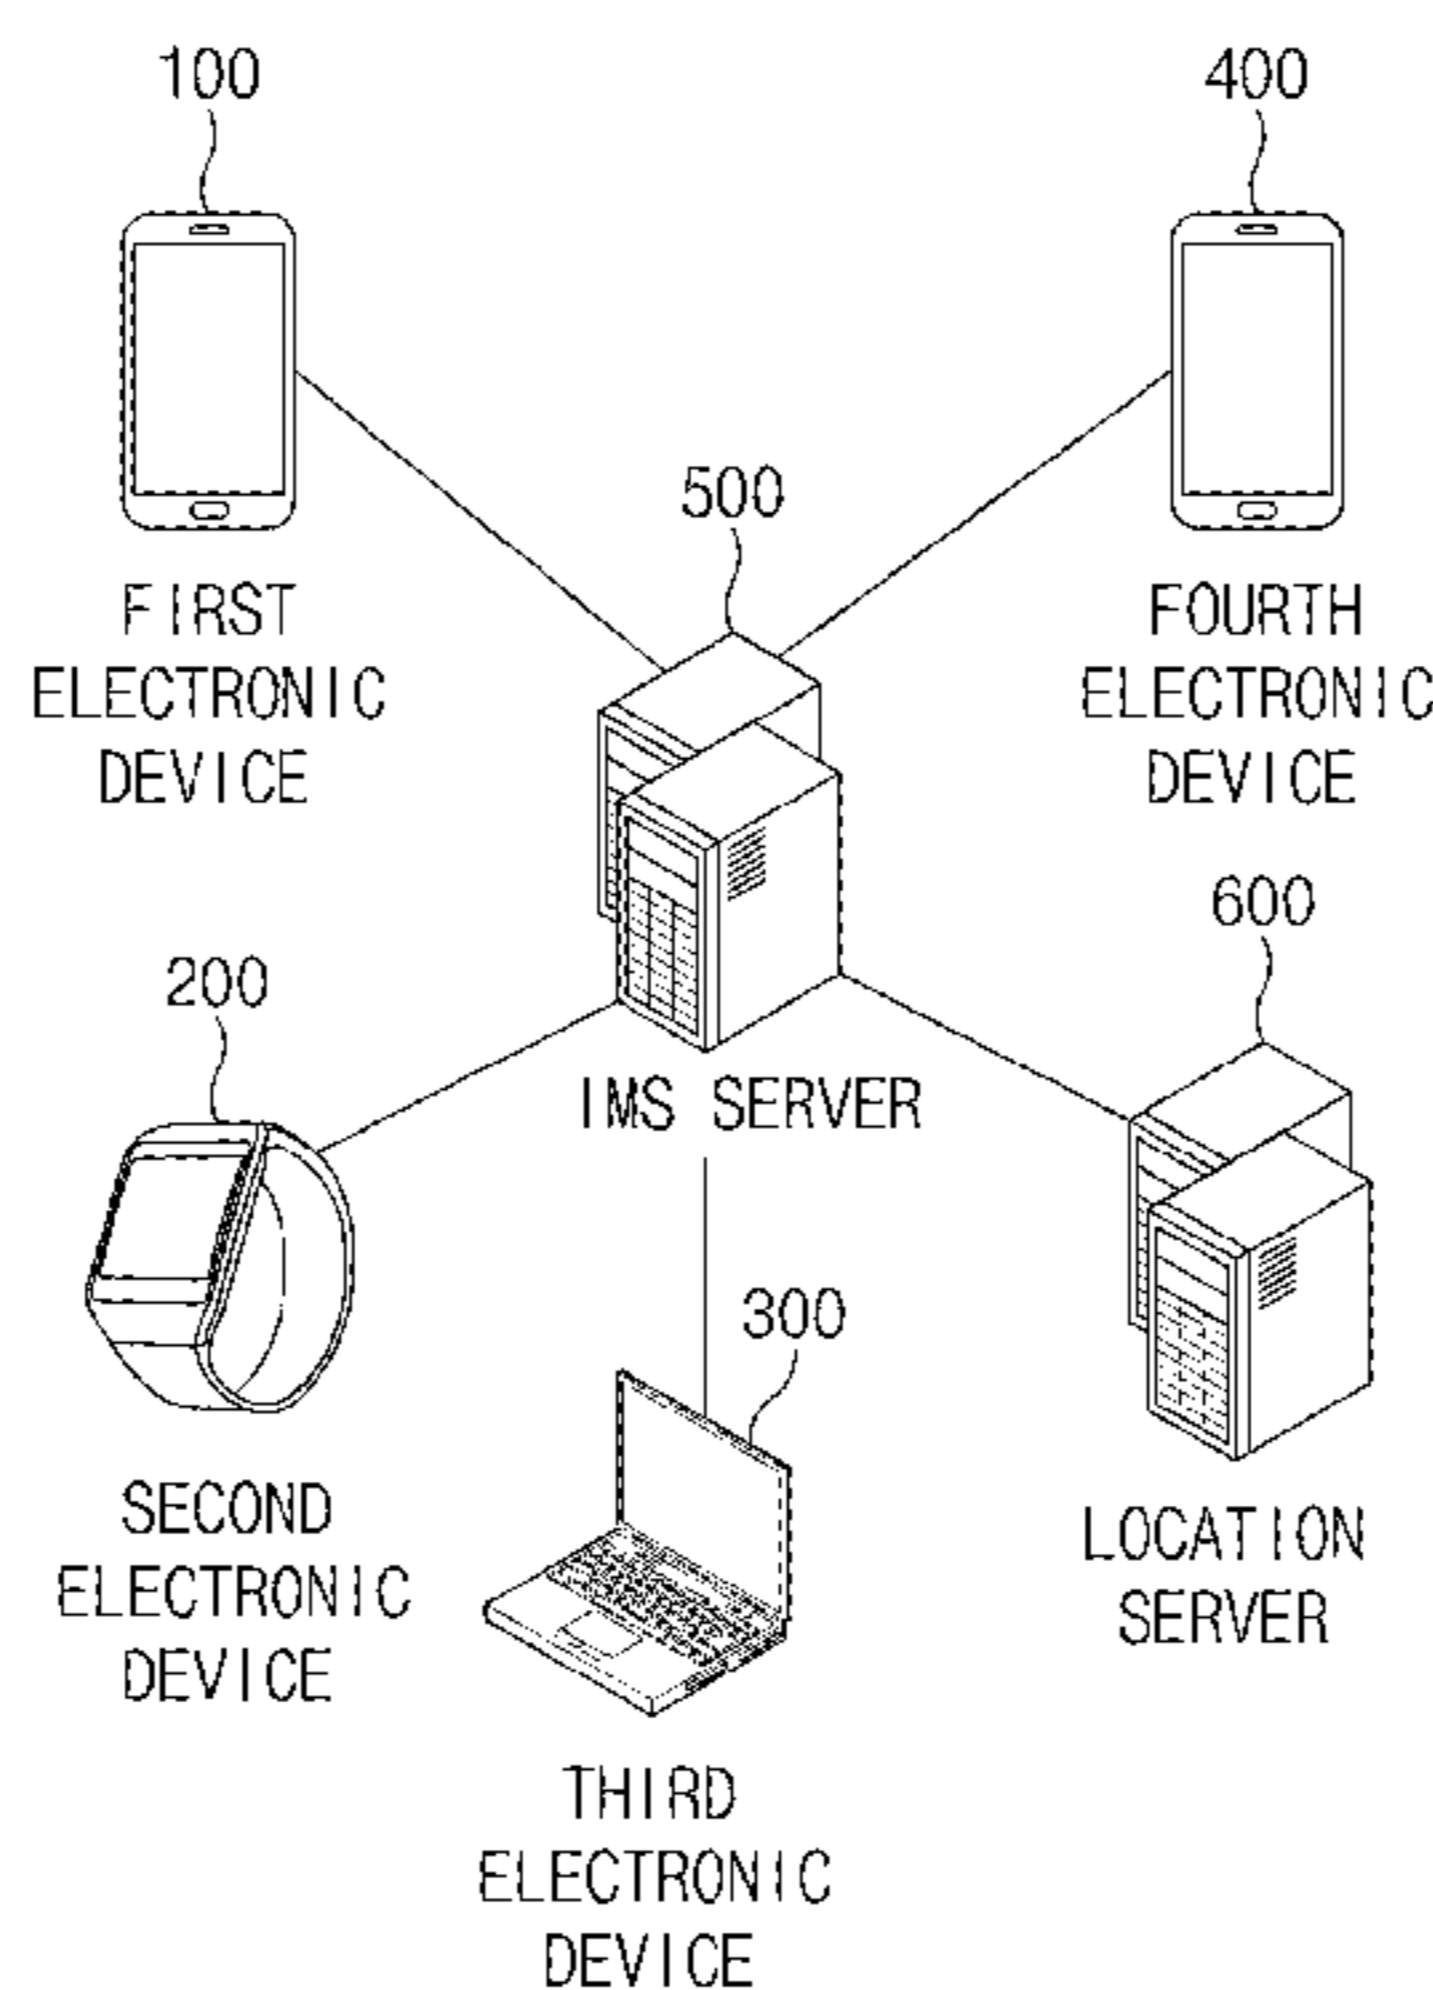 100
400
FIRST
ELECTRONIC
DEVICE
500
FOURTH
ELECTRONIC
DEVICE
200
IMS SERVER
600
SECOND
ELECTRONIC
DEVICE
300
LOCATION
SERVER
THIRD
ELECTRONIC
DEVICE